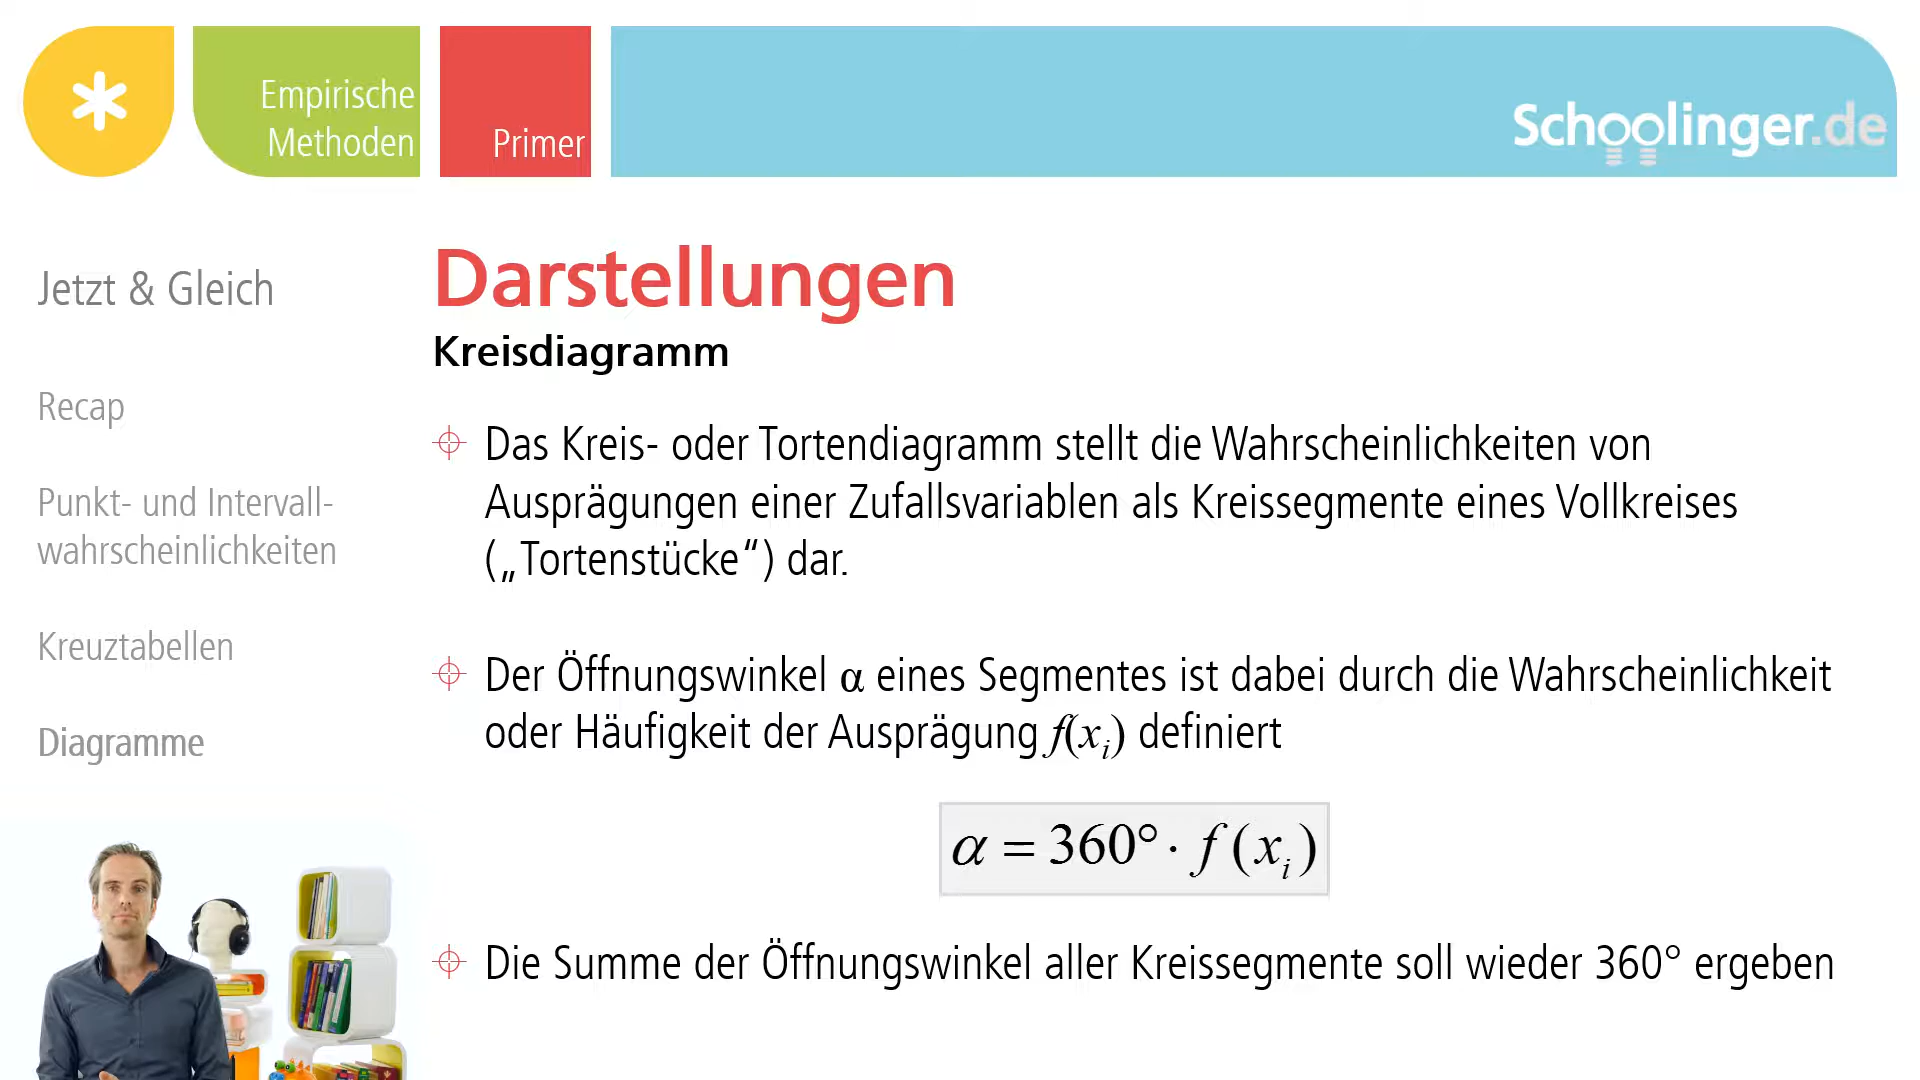 Empirische
Methoden
Primer
Schoolinger.de
Jetzt & Gleich
Recap
Punkt- und Intervall-
wahrscheinlichkeiten
Kreuztabellen
Diagramme
Darstellungen
Kreisdiagramm
Das Kreis- oder Tortendiagramm stellt die Wahrscheinlichkeiten von
Ausprägungen einer Zufallsvariablen als Kreissegmente eines Vollkreises
(„Tortenstücke“) dar.
Der Öffnungswinkel α eines Segmentes ist dabei durch die Wahrscheinlichkeit
oder Häufigkeit der Ausprägung f(xᵢ) definiert
α = 360° · f(xᵢ)
Die Summe der Öffnungswinkel aller Kreissegmente soll wieder 360° ergeben